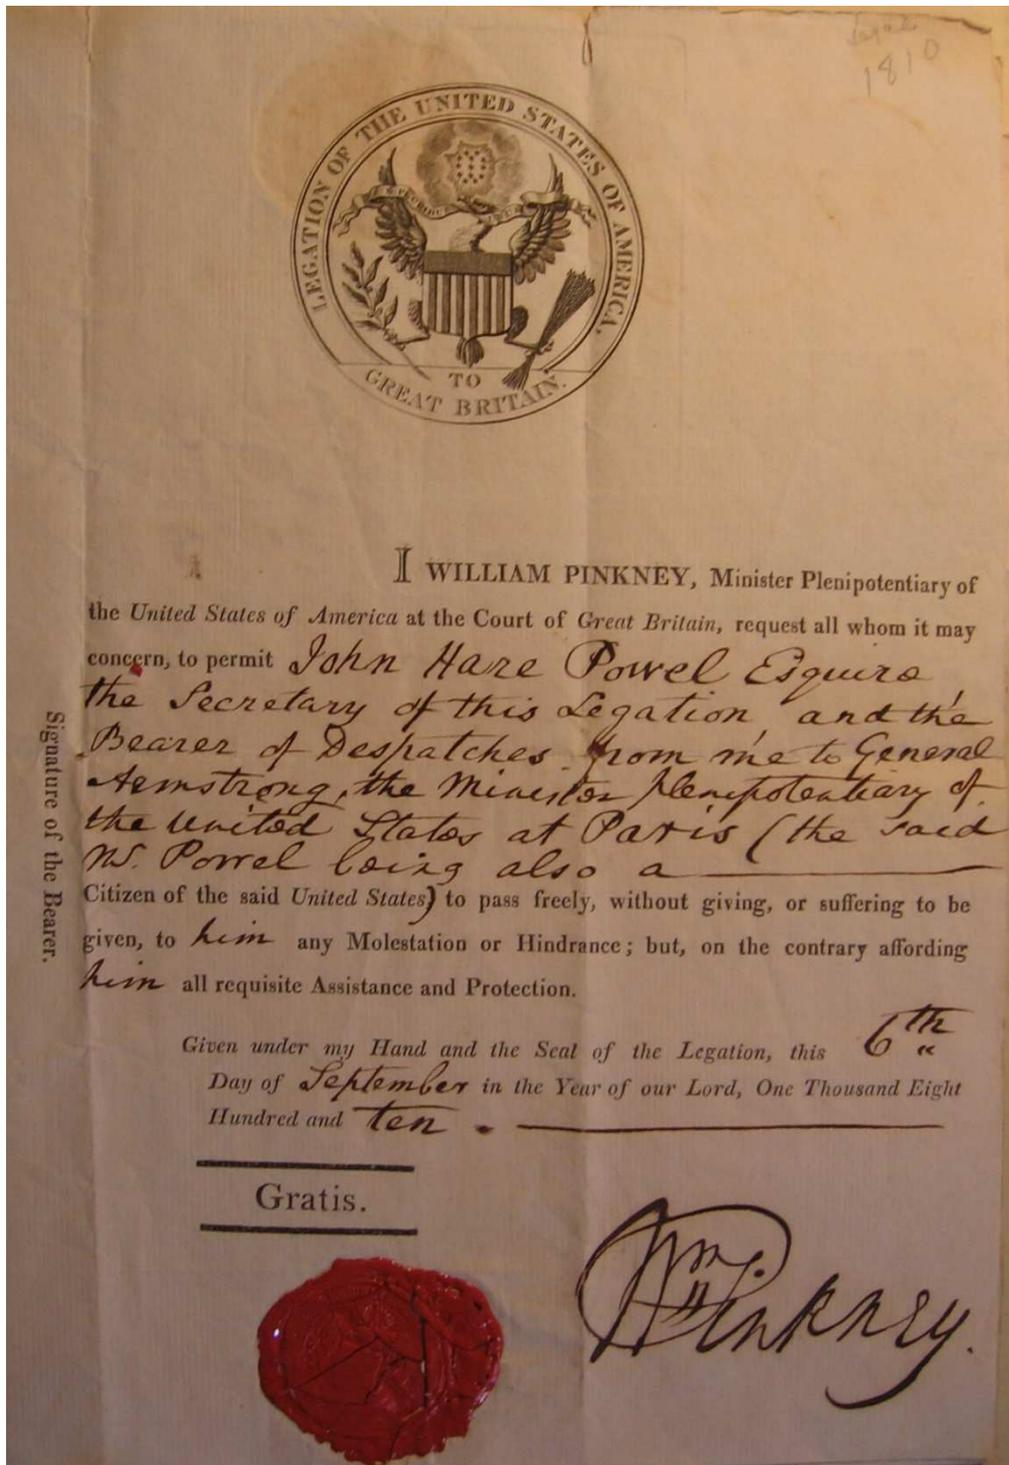 1810
LEGATION OF THE UNITED STATES OF AMERICA.
TO
GREAT BRITAIN.
I WILLIAM PINKNEY, Minister Plenipotentiary of
the United States of America at the Court of Great Britain, request all whom it may
concern, to permit John Hare Powel Esquire
the Secretary of this Legation and the
Bearer of Despatches from me to General
Armstrong, the Minister Plenipotentiary of
the United States at Paris (the said
Mr. Powel being also a
Citizen of the said United States) to pass freely, without giving, or suffering to be
given, to him any Molestation or Hindrance; but, on the contrary affording
him all requisite Assistance and Protection.
Given under my Hand and the Seal of the Legation, this 6th
Day of September in the Year of our Lord, One Thousand Eight
Hundred and ten.
Gratis.
Wm. Pinkney.
Signature of the Bearer.